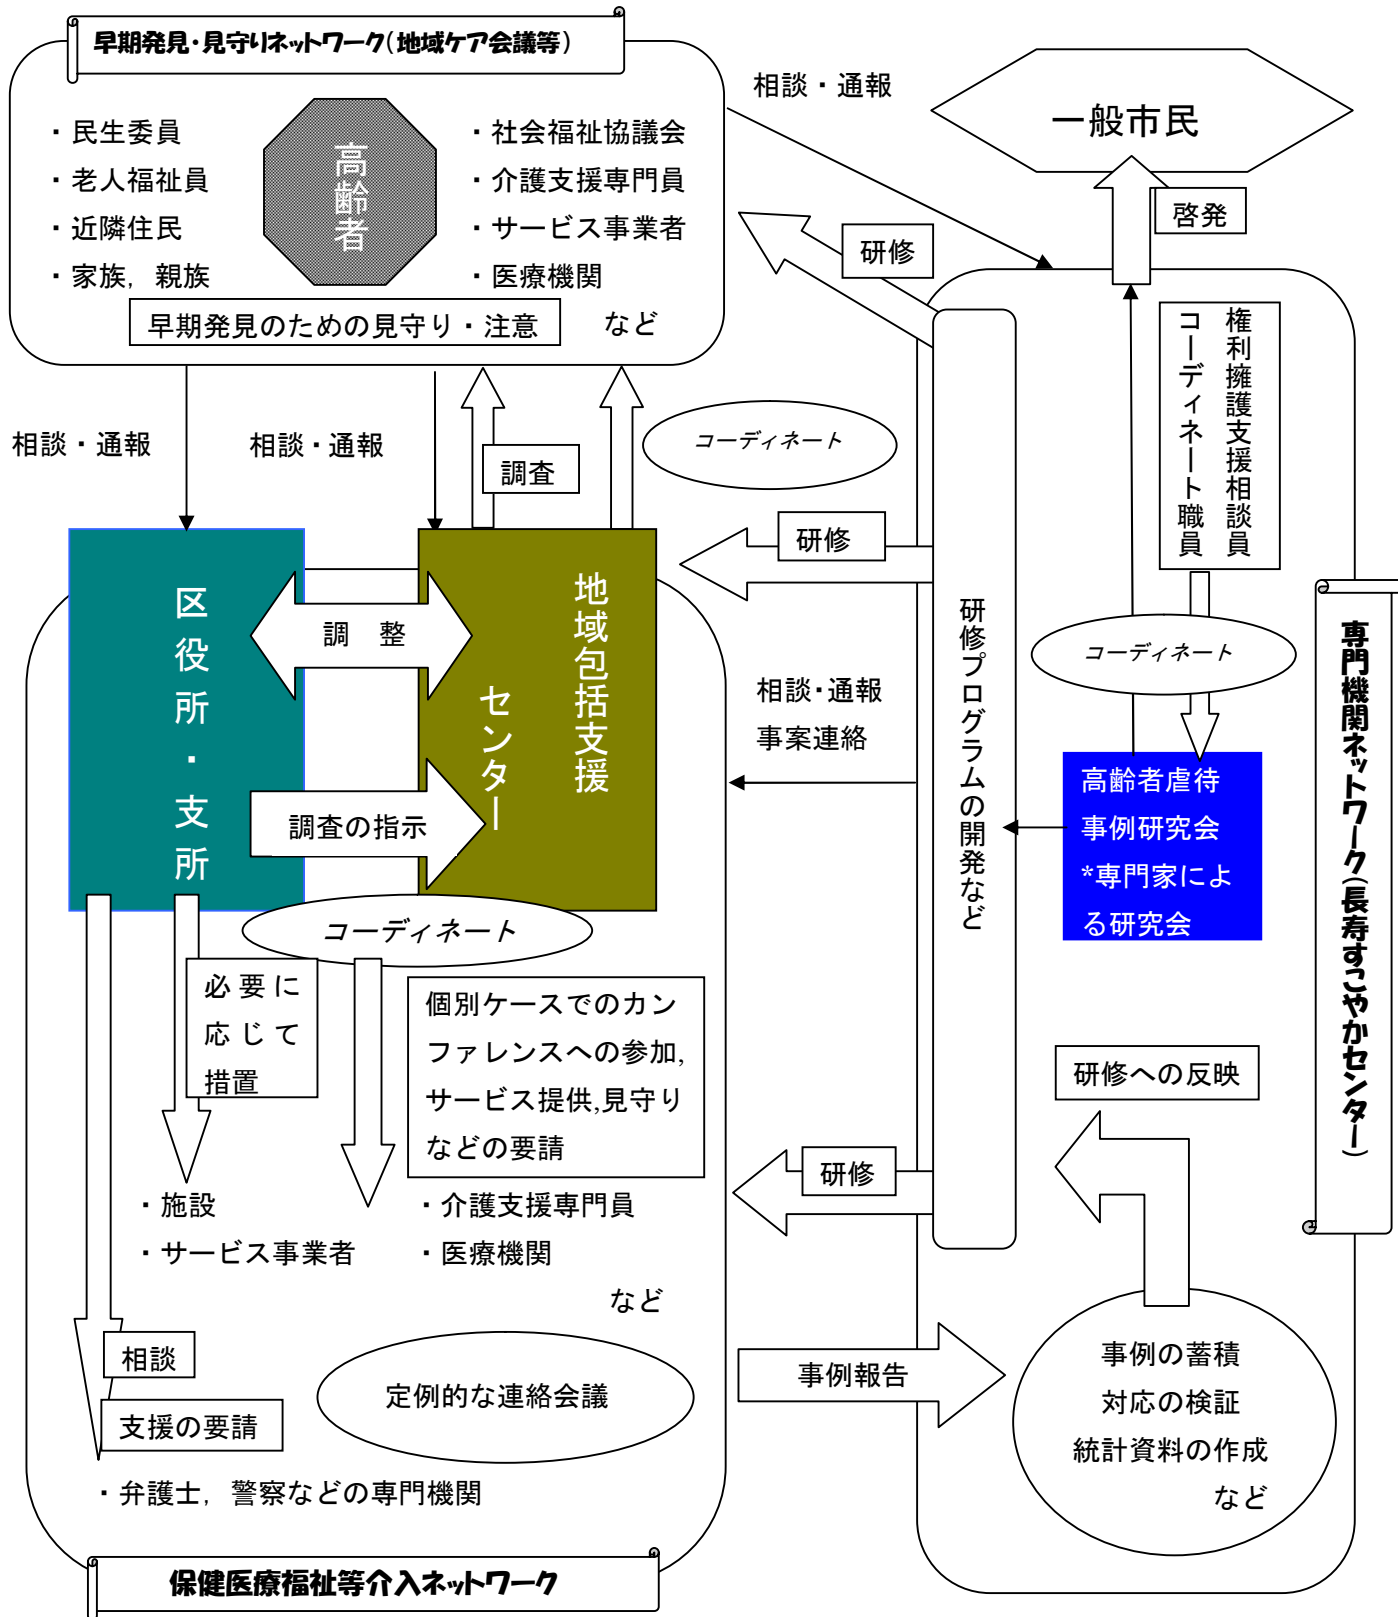 早期発見・見守りネットワーク(地域ケア会議等)
・民生委員
・老人福祉員
・近隣住民
・家族，親族
高齢者
・社会福祉協議会
・介護支援専門員
・サービス事業者
・医療機関
など
早期発見のための見守り・注意
相談・通報
一般市民
啓発
研修
権利擁護支援相談員
コーディネート職員
相談・通報
相談・通報
調査
コーディネート
研修
コーディネート
区役所・支所
調　整
地域包括支援
センター
調査の指示
相談・通報
事案連絡
研修プログラムの開発など
高齢者虐待
事例研究会
*専門家によ
る研究会
専門機関ネットワーク(長寿すこやかセンター)
コーディネート
必要に
応じて
措置
個別ケースでのカン
ファレンスへの参加,
サービス提供,見守り
などの要請
研修への反映
研修
・施設
・サービス事業者
・介護支援専門員
・医療機関
など
相談
支援の要請
定例的な連絡会議
事例報告
事例の蓄積
対応の検証
統計資料の作成
など
・弁護士，警察などの専門機関
保健医療福祉等介入ネットワーク